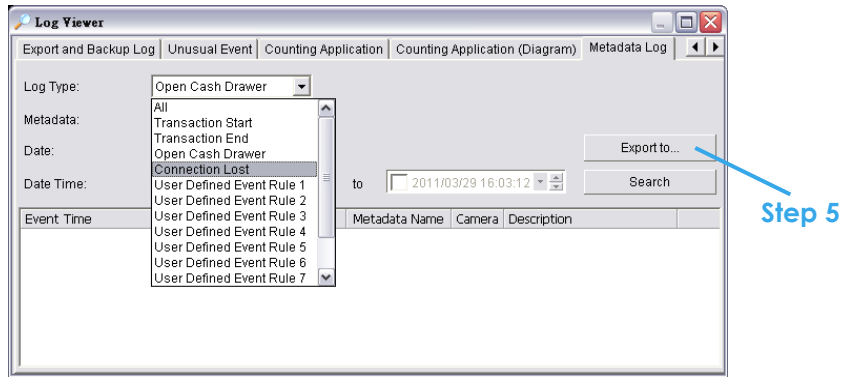 Log Viewer
Export and Backup Log Unusual Event Counting Application Counting Application (Diagram) Metadata Log
Log Type: Open Cash Drawer
All
Metadata: Transaction Start
Transaction End
Date: Open Cash Drawer Export to...
Connection Lost
Date Time: User Defined Event Rule 1 to 2011/03/29 16:03:12 Search
User Defined Event Rule 2
Event Time User Defined Event Rule 3 Metadata Name Camera Description
User Defined Event Rule 4
User Defined Event Rule 5
User Defined Event Rule 6
User Defined Event Rule 7
Step 5